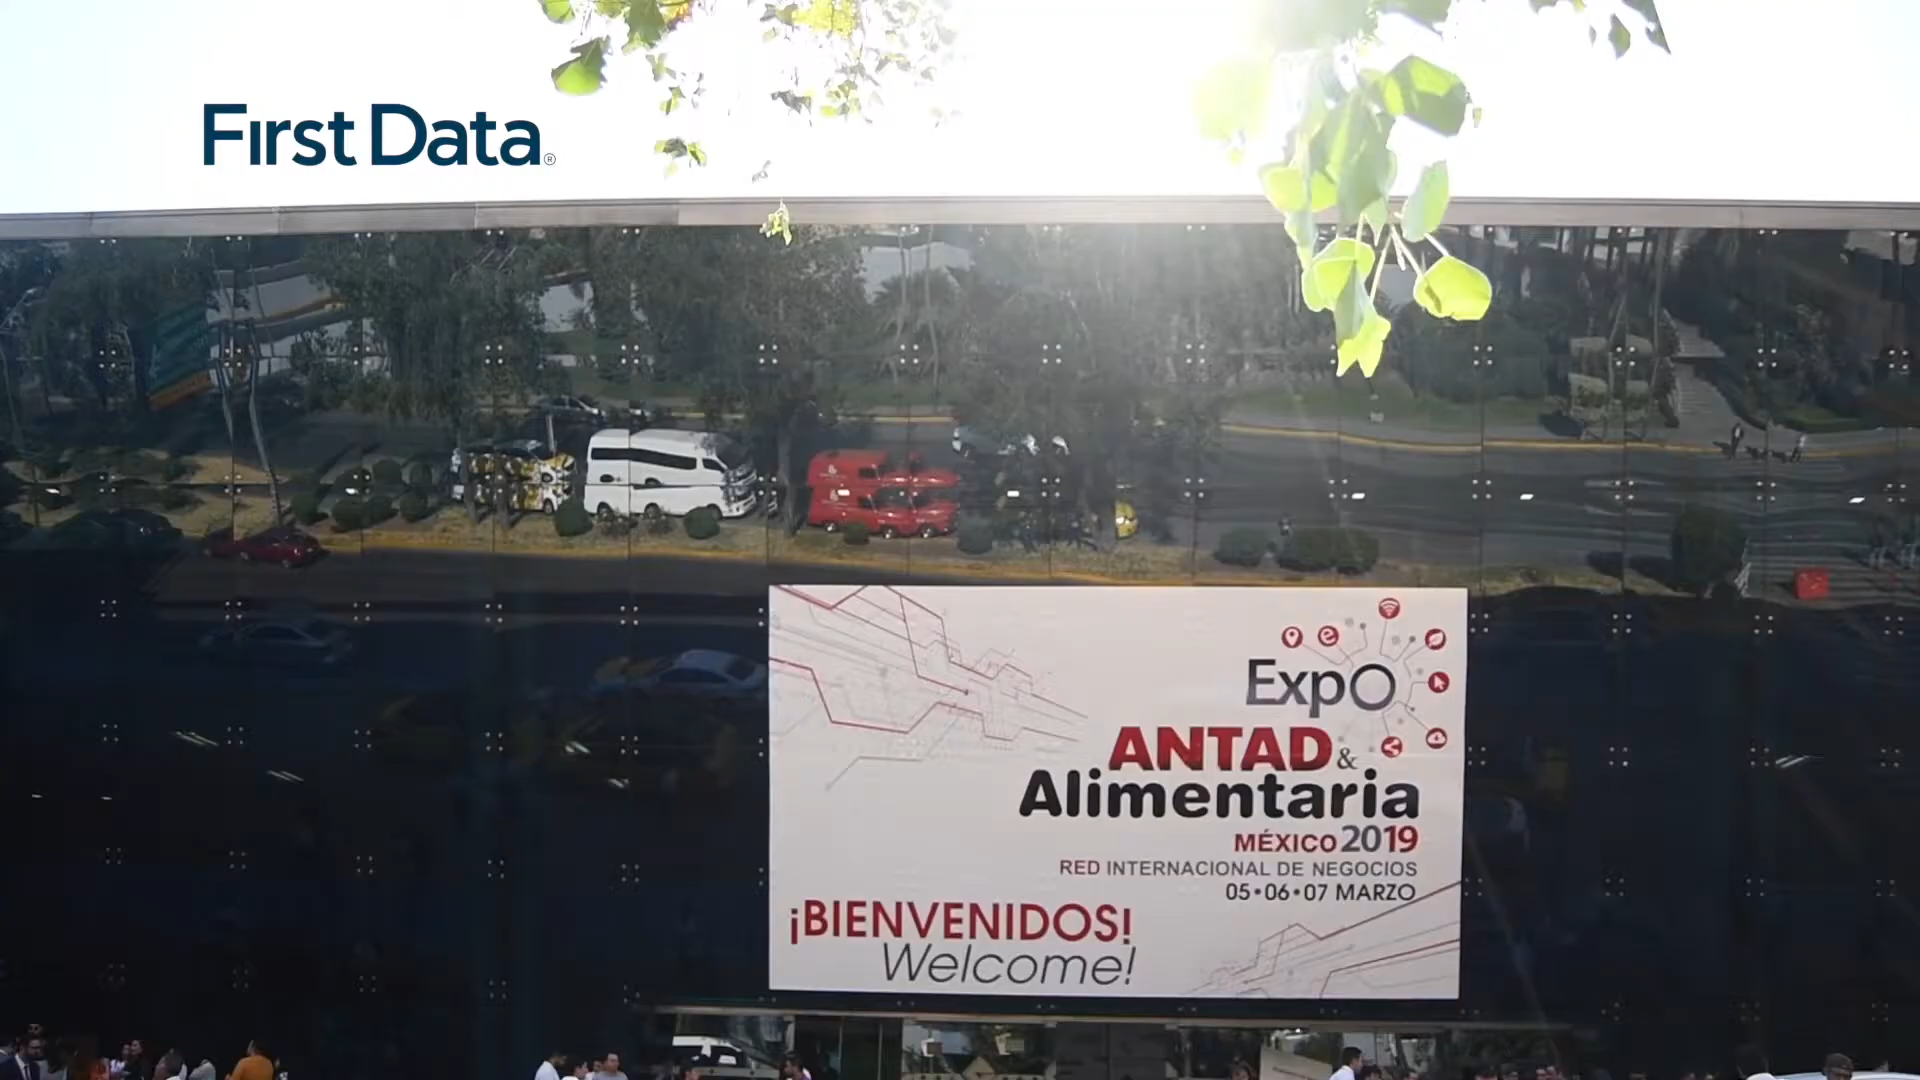 First Data®
Expo
ANTAD &
Alimentaria
MÉXICO 2019
RED INTERNACIONAL DE NEGOCIOS
05•06•07 MARZO
¡BIENVENIDOS!
Welcome!